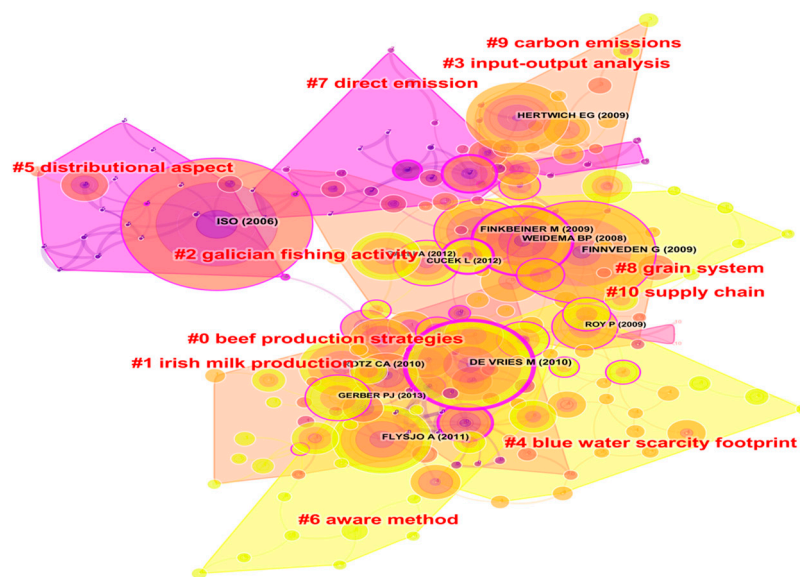 #9 carbon emissions
#3 input-output analysis
#7 direct emission
HERTWICH EG (2009)
#5 distributional aspect
ISO (2006)
FINKBEINER M (2009)
WEIDEMA BP (2008)
FINNVEDEN G (2009)
#2 galician fishing activity
(2012)
CUCEK L (2012)
#8 grain system
#10 supply chain
ROY P (2009)
#0 beef production strategies
#1 irish milk production
CA (2010)
DE VRIES M (2010)
GERBER PJ (2013)
FLYSJO A (2011)
#4 blue water scarcity footprint
#6 aware method